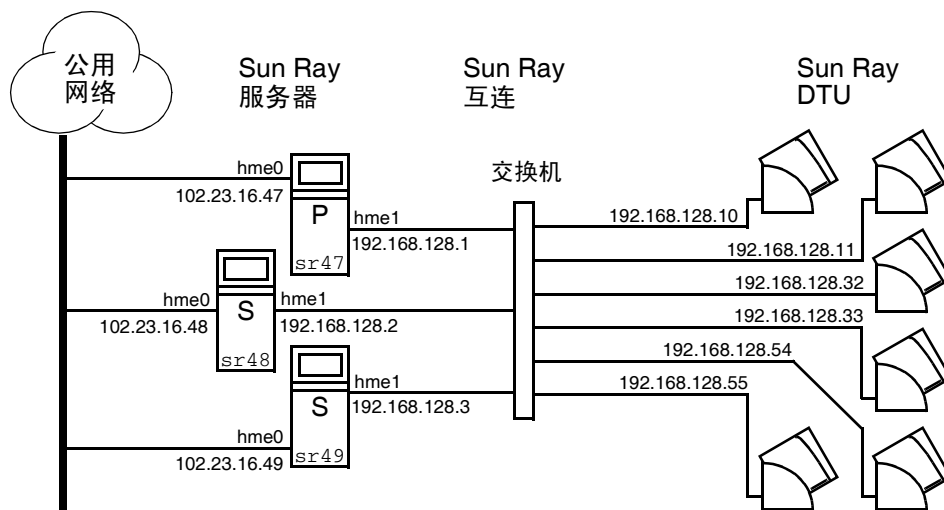 公用
网络
Sun Ray
服务器
Sun Ray
互连
Sun Ray
DTU
交换机
hme0
102.23.16.47
P
sr47
hme1
192.168.128.1
hme0
102.23.16.48
S
sr48
hme1
192.168.128.2
hme0
102.23.16.49
S
sr49
hme1
192.168.128.3
192.168.128.10
192.168.128.11
192.168.128.32
192.168.128.33
192.168.128.54
192.168.128.55